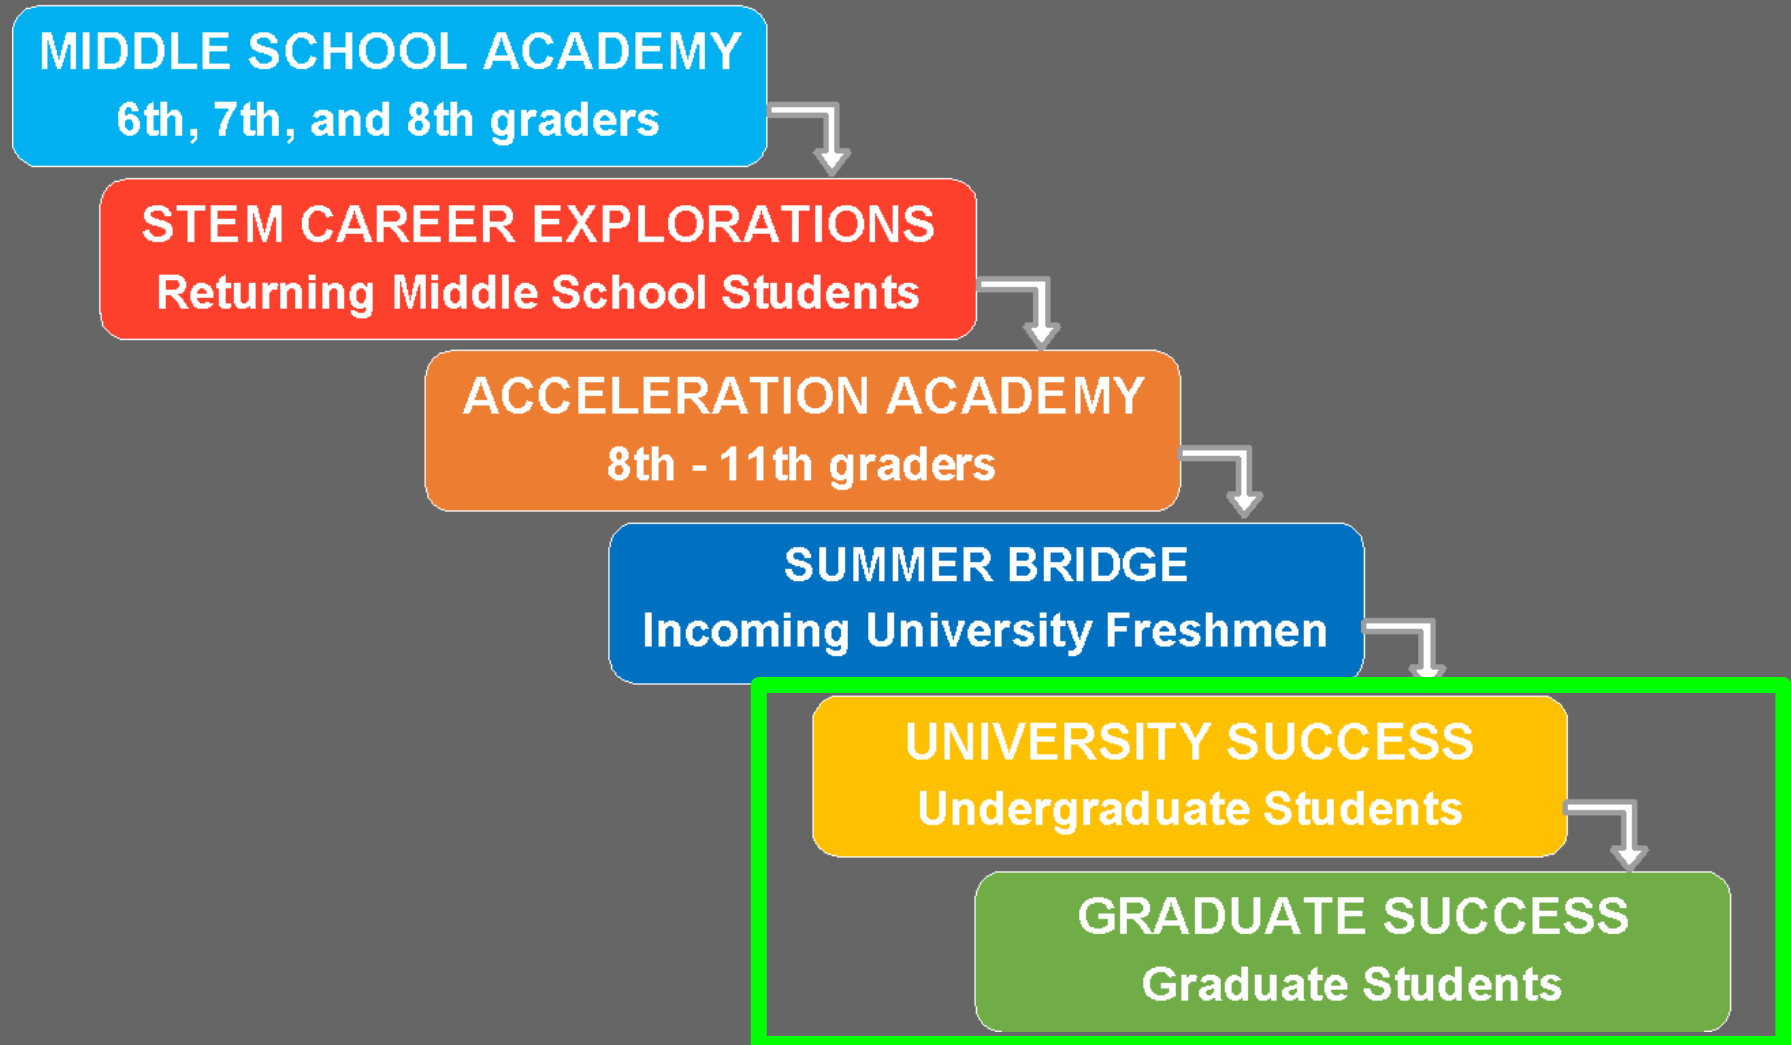 MIDDLE SCHOOL ACADEMY
6th, 7th, and 8th graders
STEM CAREER EXPLORATIONS
Returning Middle School Students
ACCELERATION ACADEMY
8th - 11th graders
SUMMER BRIDGE
Incoming University Freshmen
UNIVERSITY SUCCESS
Undergraduate Students
GRADUATE SUCCESS
Graduate Students